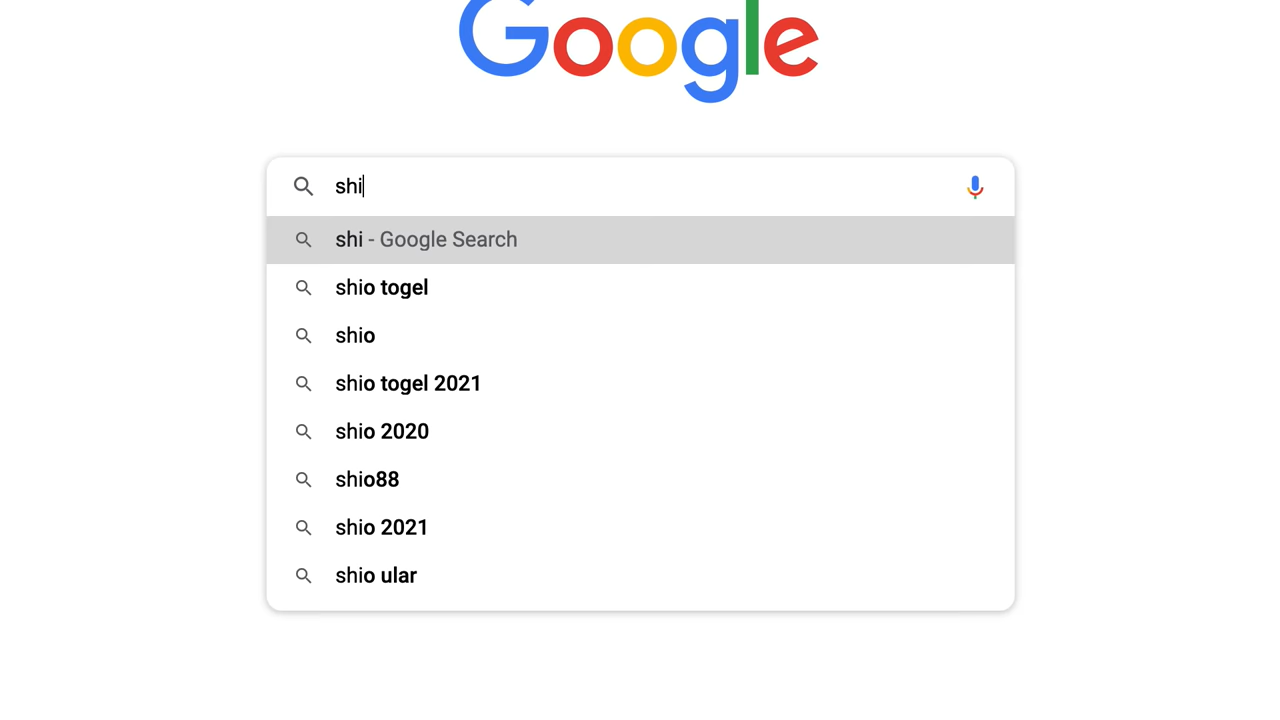 Google
shi
shi - Google Search
shio togel
shio
shio togel 2021
shio 2020
shio88
shio 2021
shio ular